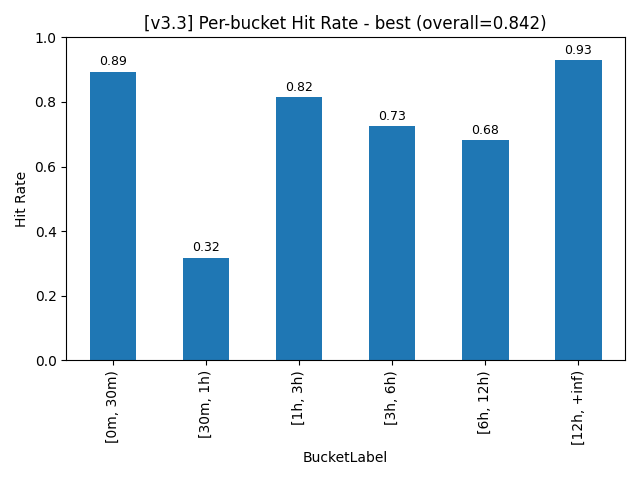 [v3.3] Per-bucket Hit Rate - best (overall=0.842)
Hit Rate
1.0
0.8
0.6
0.4
0.2
0.0
0.89
0.32
0.82
0.73
0.68
0.93
[0m, 30m)
[30m, 1h)
[1h, 3h)
[3h, 6h)
[6h, 12h)
[12h, +inf)
BucketLabel